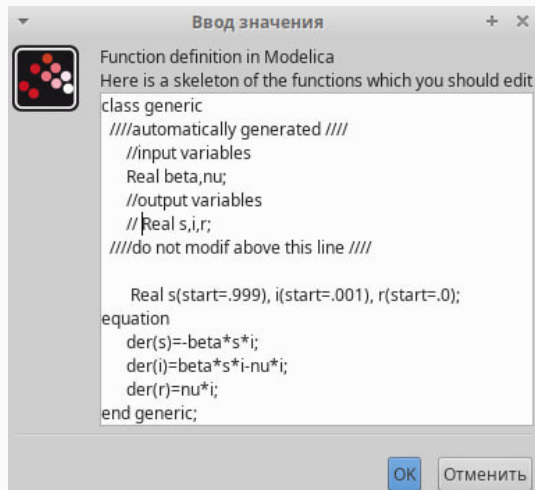 Ввод значения
Function definition in Modelica
Here is a skeleton of the functions which you should edit
class generic
////automatically generated ////
//input variables
Real beta,nu;
//output variables
// Real s,i,r;
////do not modif above this line ////
Real s(start=.999), i(start=.001), r(start=.0);
equation
der(s)=-beta*s*i;
der(i)=beta*s*i-nu*i;
der(r)=nu*i;
end generic;
OK Отменить